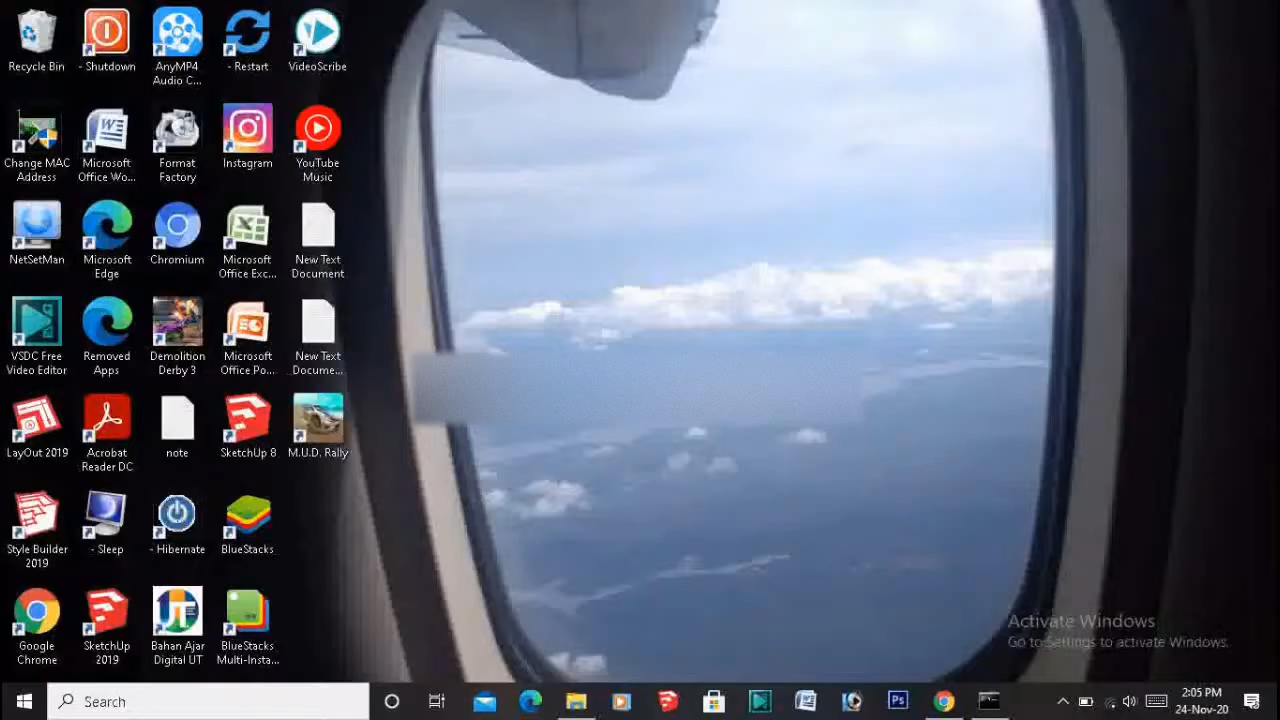 Recycle Bin
- Shutdown
AnyMP4
Audio C...
- Restart
VideoScribe
Change MAC
Address
Microsoft
Office Wo...
Format
Factory
Instagram
YouTube
Music
NetSetMan
Microsoft
Edge
Chromium
Microsoft
Office Exc...
New Text
Document
VSDC Free
Video Editor
Removed
Apps
Demolition
Derby 3
Microsoft
Office Po...
New Text
Docume...
LayOut 2019
Acrobat
Reader DC
note
SketchUp 8
M.U.D. Rally
Style Builder
2019
- Sleep
- Hibernate
BlueStacks
Google
Chrome
SketchUp
2019
Bahan Ajar
Digital UT
BlueStacks
Multi-Insta...
Activate Windows
Go to Settings to activate Windows.
Search
Ps
2:05 PM
24-Nov-20